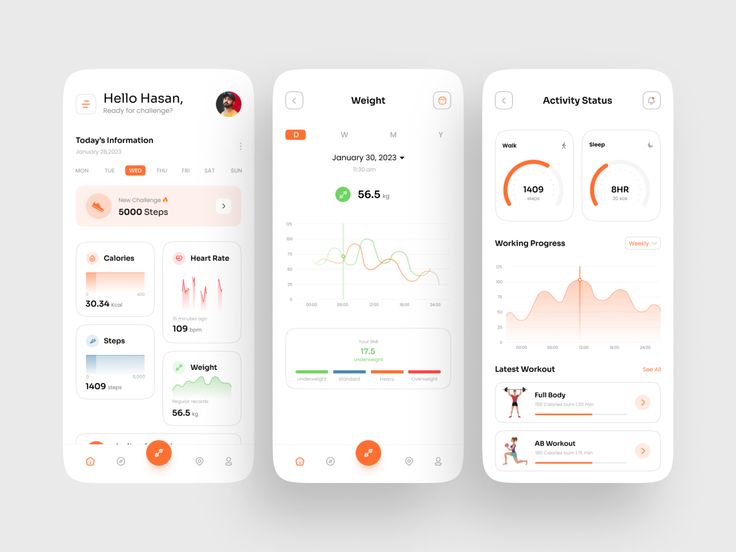 Hello Hasan,
Ready for challenge?
Today's Information
January 28,2023
MON TUE WED THU FRI SAT SUN
New Challenge 🔥
5000 Steps
Calories
0 400
30.34 Kcal
Heart Rate
15 minutes ago
109 bpm
Steps
0 6,000
1409 steps
Weight
Regular records
56.5 kg
Weight
D W M Y
January 30, 2023
11:30 am
56.5 kg
125
100
75
50
25
0
00:00 06:00 12:00 18:00 24:00
Your BMI
17.5
Underweight
Underweight Standard Heavy Overweight
Activity Status
Walk
1409
steps
Sleep
8HR
Working Progress
Weekly
125
100
75
50
25
0
00:00 06:00 12:00 18:00 24:00
Latest Workout
See All
Full Body
AB Workout